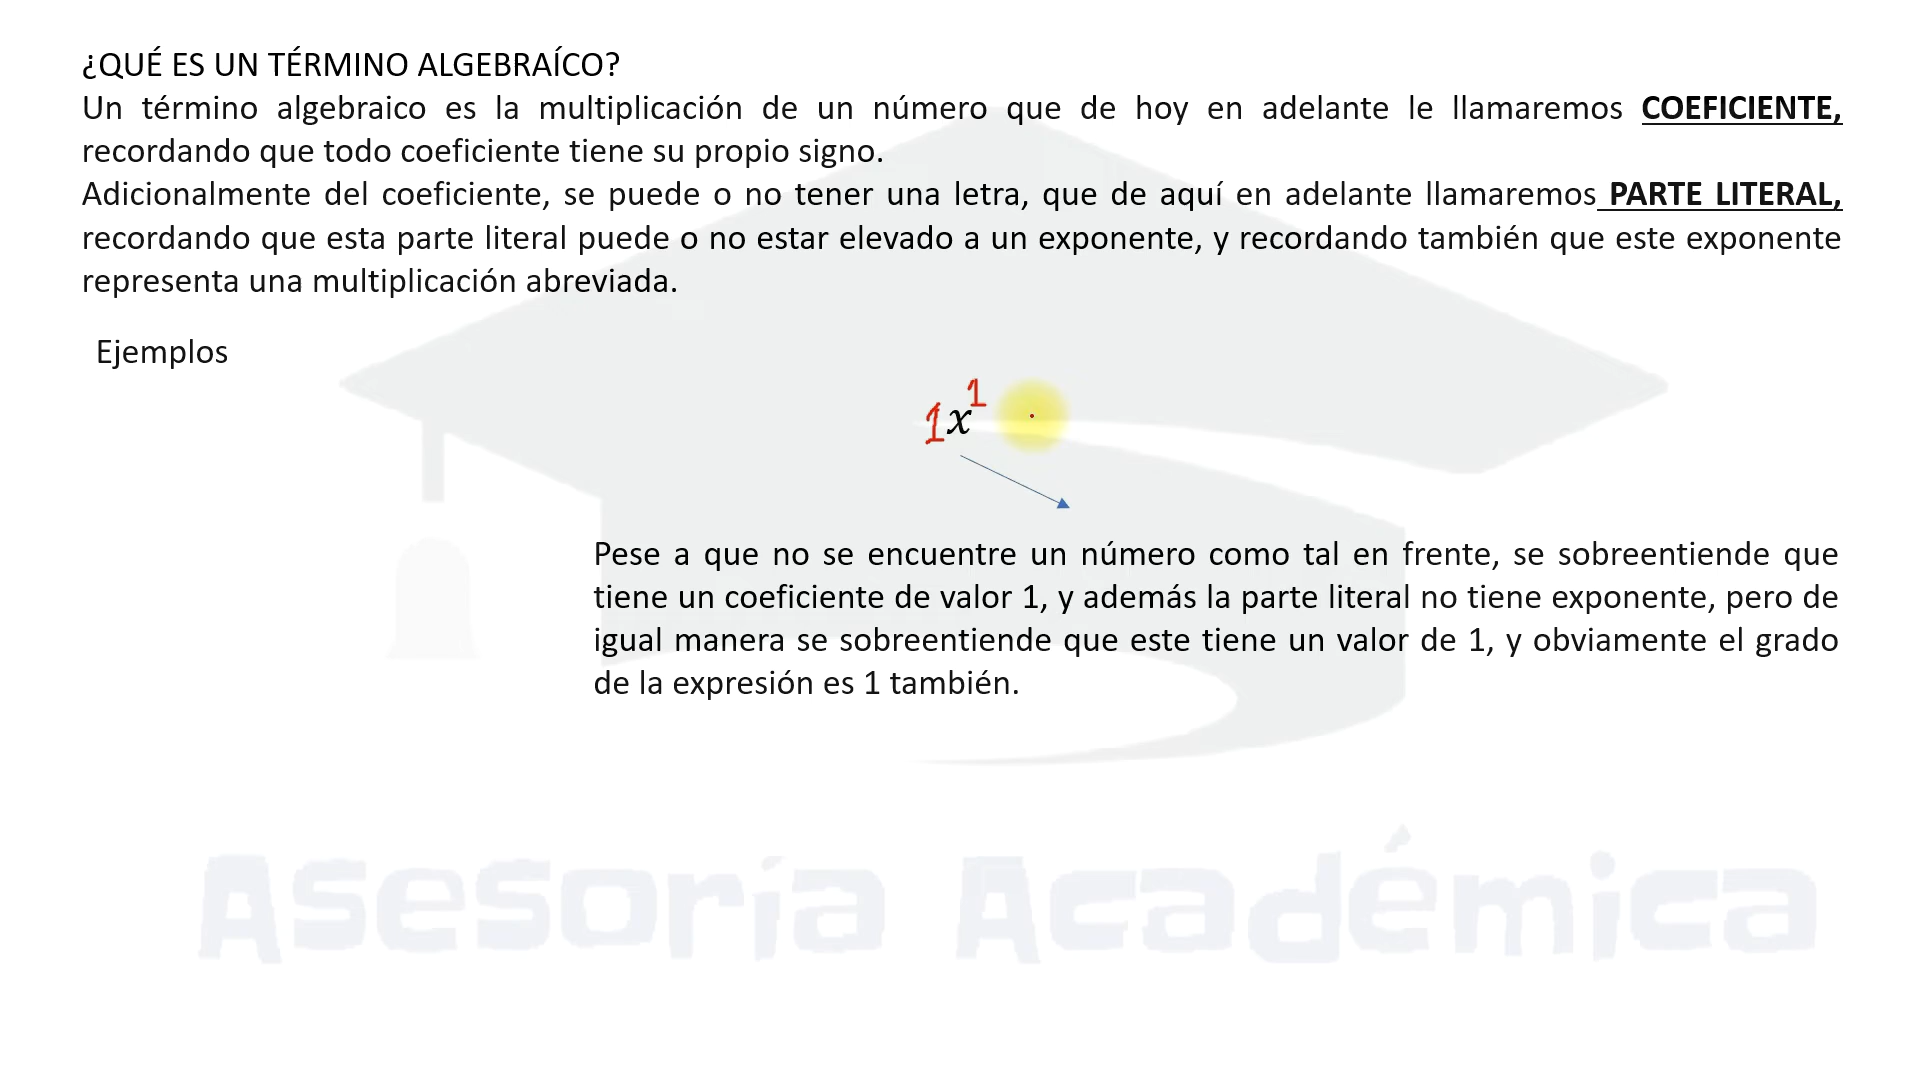 ¿QUÉ ES UN TÉRMINO ALGEBRAÍCO?
Un término algebraico es la multiplicación de un número que de hoy en adelante le llamaremos COEFICIENTE,
recordando que todo coeficiente tiene su propio signo.
Adicionalmente del coeficiente, se puede o no tener una letra, que de aquí en adelante llamaremos PARTE LITERAL,
recordando que esta parte literal puede o no estar elevado a un exponente, y recordando también que este exponente
representa una multiplicación abreviada.
Ejemplos
1x¹
Pese a que no se encuentre un número como tal en frente, se sobreentiende que
tiene un coeficiente de valor 1, y además la parte literal no tiene exponente, pero de
igual manera se sobreentiende que este tiene un valor de 1, y obviamente el grado
de la expresión es 1 también.
Asesoría Académica